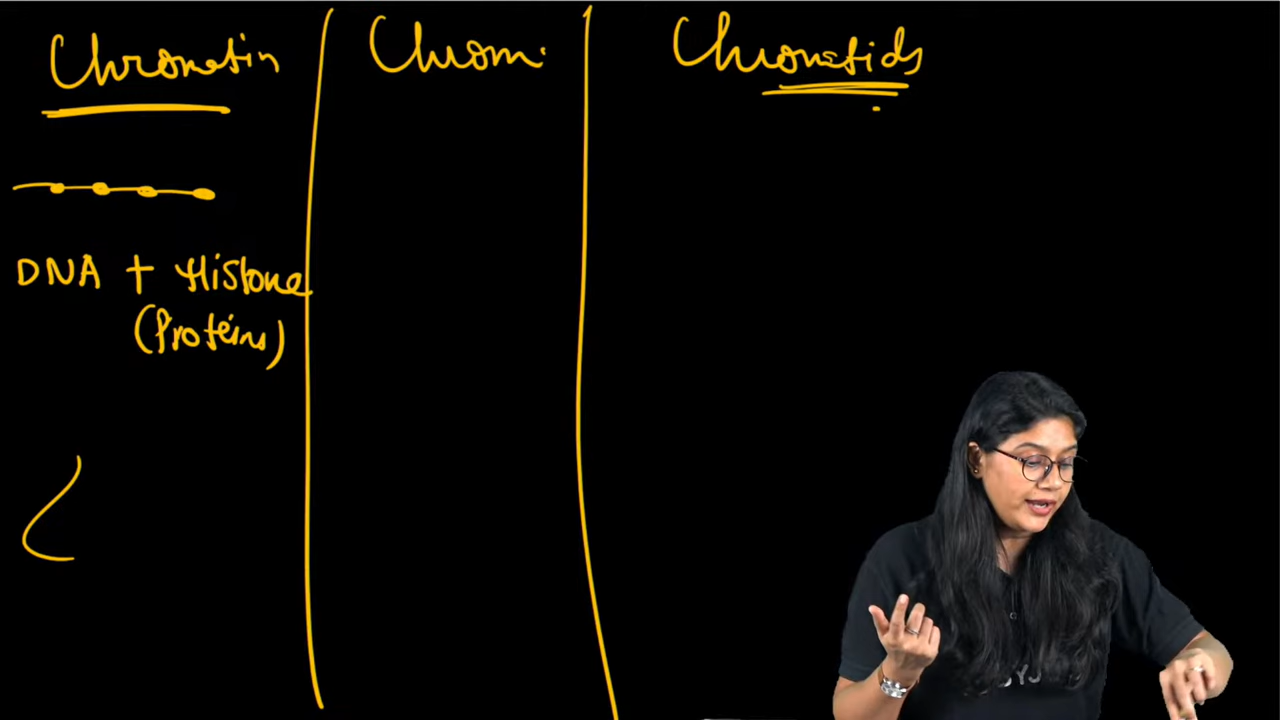 Chromatin
Chrom.
Chromatids
DNA + Histone
(Proteins)